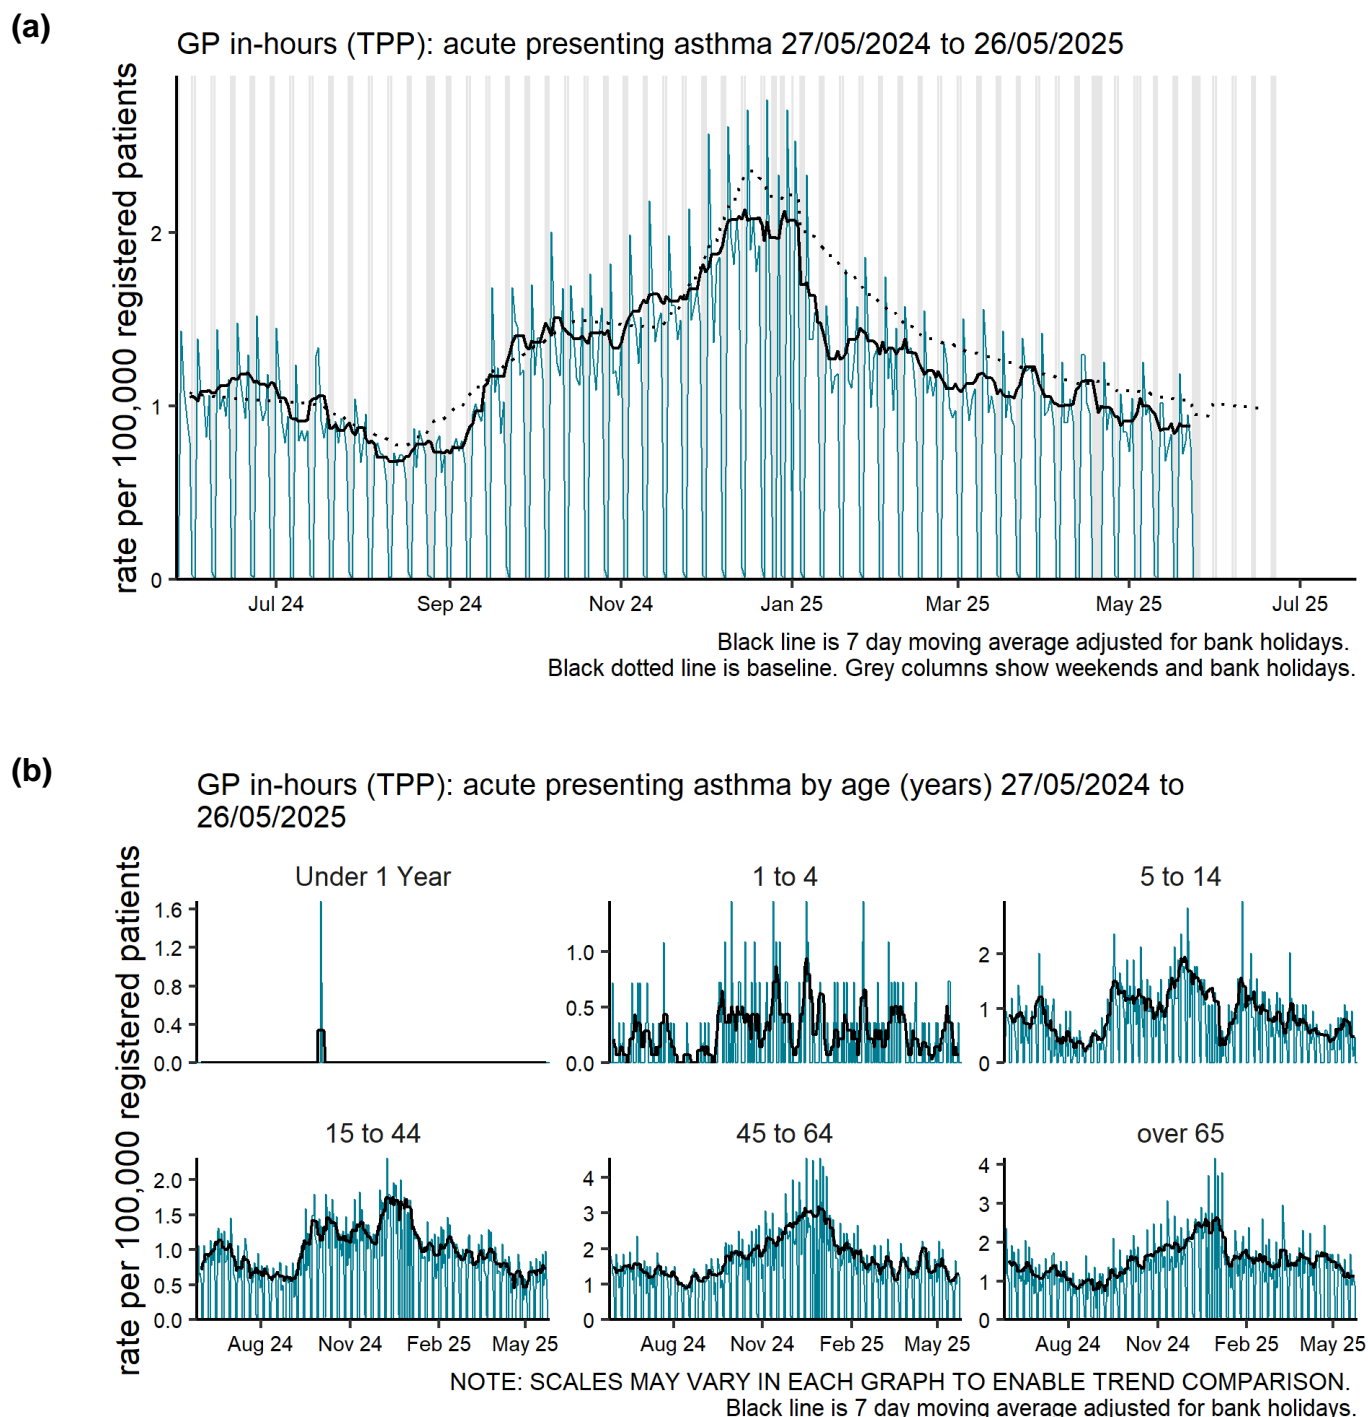 (a)
GP in-hours (TPP): acute presenting asthma 27/05/2024 to 26/05/2025
rate per 100,000 registered patients
2
1
0
Jul 24
Sep 24
Nov 24
Jan 25
Mar 25
May 25
Jul 25
Black line is 7 day moving average adjusted for bank holidays.
Black dotted line is baseline. Grey columns show weekends and bank holidays.
(b)
GP in-hours (TPP): acute presenting asthma by age (years) 27/05/2024 to
26/05/2025
rate per 100,000 registered patients
Under 1 Year
1.6
1.2
0.8
0.4
0.0
1 to 4
1.0
0.5
0.0
5 to 14
2
1
0
15 to 44
2.0
1.5
1.0
0.5
0.0
Aug 24
Nov 24
Feb 25
May 25
45 to 64
4
3
2
1
0
Aug 24
Nov 24
Feb 25
May 25
over 65
4
3
2
1
0
Aug 24
Nov 24
Feb 25
May 25
NOTE: SCALES MAY VARY IN EACH GRAPH TO ENABLE TREND COMPARISON.
Black line is 7 day moving average adjusted for bank holidays.